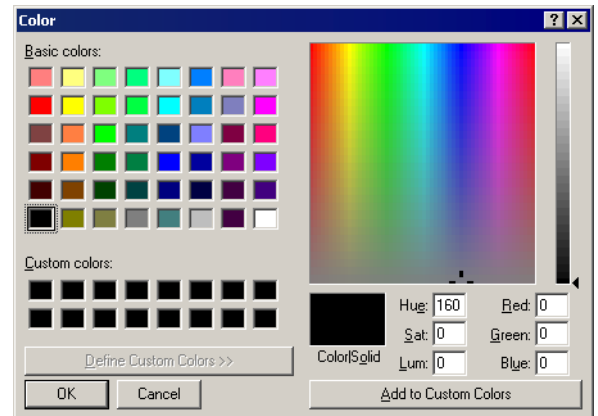 Color
Basic colors:
Custom colors:
Define Custom Colors >>
OK Cancel
Color|Solid
Hue: 160 Red: 0
Sat: 0 Green: 0
Lum: 0 Blue: 0
Add to Custom Colors